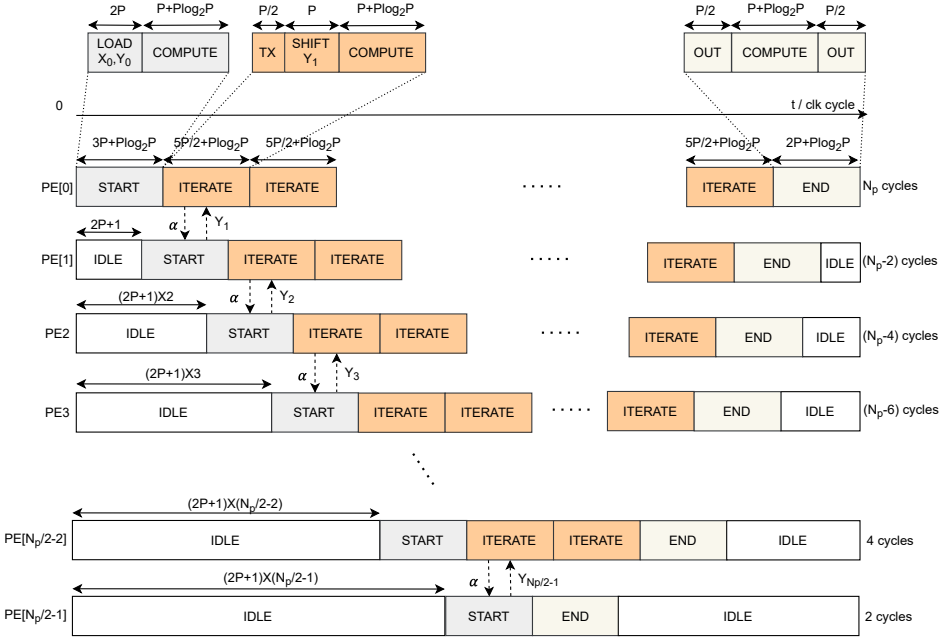 2P P+Plog₂P P/2 P P+Plog₂P P/2 P+Plog₂P P/2
LOAD X₀,Y₀ COMPUTE TX SHIFT Y₁ COMPUTE OUT COMPUTE OUT
0 t / clk cycle
3P+Plog₂P 5P/2+Plog₂P 5P/2+Plog₂P 5P/2+Plog₂P 2P+Plog₂P
PE[0] START ITERATE ITERATE ..... ITERATE END Nₚ cycles
α Y₁
2P+1
PE[1] IDLE START ITERATE ITERATE ..... ITERATE END IDLE (Nₚ-2) cycles
α Y₂
(2P+1)X2
PE2 IDLE START ITERATE ITERATE ..... ITERATE END IDLE (Nₚ-4) cycles
α Y₃
(2P+1)X3
PE3 IDLE START ITERATE ITERATE ..... ITERATE END IDLE (Nₚ-6) cycles
.....
(2P+1)X(Nₚ/2-2)
PE[Nₚ/2-2] IDLE START ITERATE ITERATE END IDLE 4 cycles
α Y_Np/2-1
(2P+1)X(Nₚ/2-1)
PE[Nₚ/2-1] IDLE START END IDLE 2 cycles